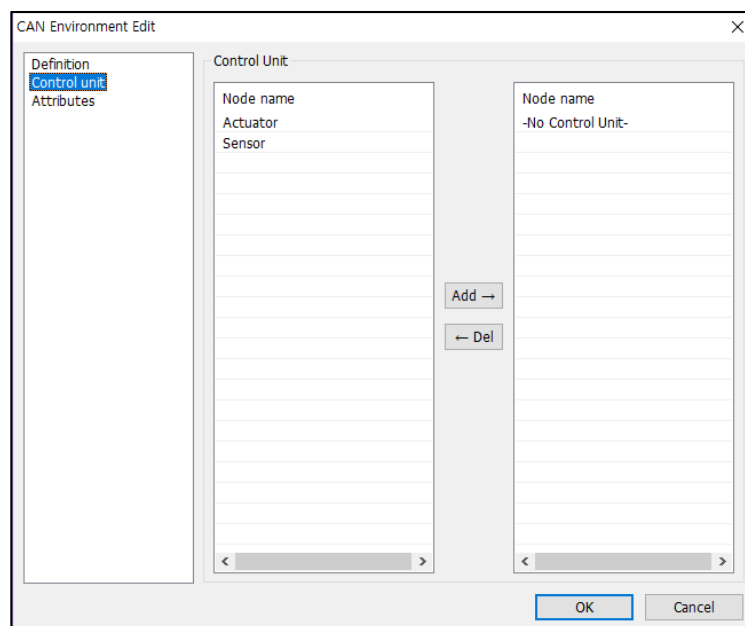 CAN Environment Edit
Definition
Control unit
Attributes
Control Unit
Node name
Actuator
Sensor
Add →
← Del
Node name
-No Control Unit-
OK
Cancel